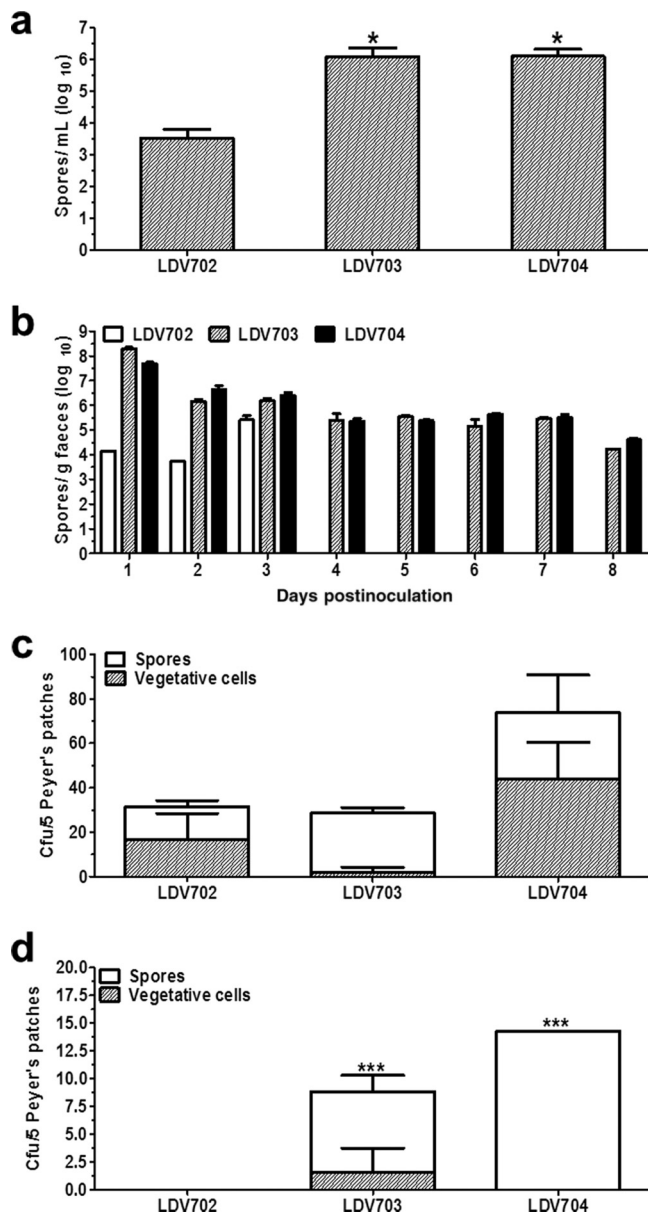 a
Spores/ mL (log 10)
7
6
5
4
3
2
1
0
*
*
LDV702 LDV703 LDV704
b
Spores/ g faeces (log 10)
9
8
7
6
5
4
3
2
1
0
LDV702 LDV703 LDV704
1 2 3 4 5 6 7 8
Days postinoculation
c
Cfu/5 Peyer's patches
100
80
60
40
20
0
Spores
Vegetative cells
LDV702 LDV703 LDV704
d
Cfu/5 Peyer's patches
20.0
17.5
15.0
12.5
10.0
7.5
5.0
2.5
0.0
Spores
Vegetative cells
***
***
LDV702 LDV703 LDV704